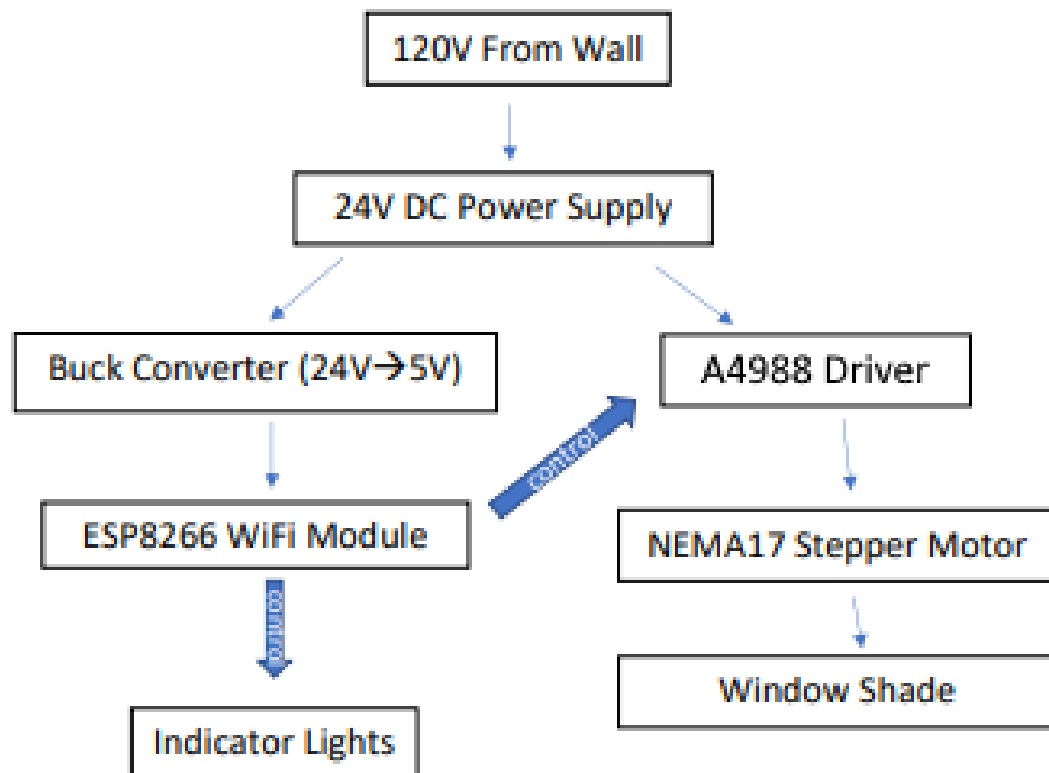 120V From Wall
24V DC Power Supply
Buck Converter (24V→5V)
A4988 Driver
control
ESP8266 WiFi Module
NEMA17 Stepper Motor
Window Shade
Indicator Lights